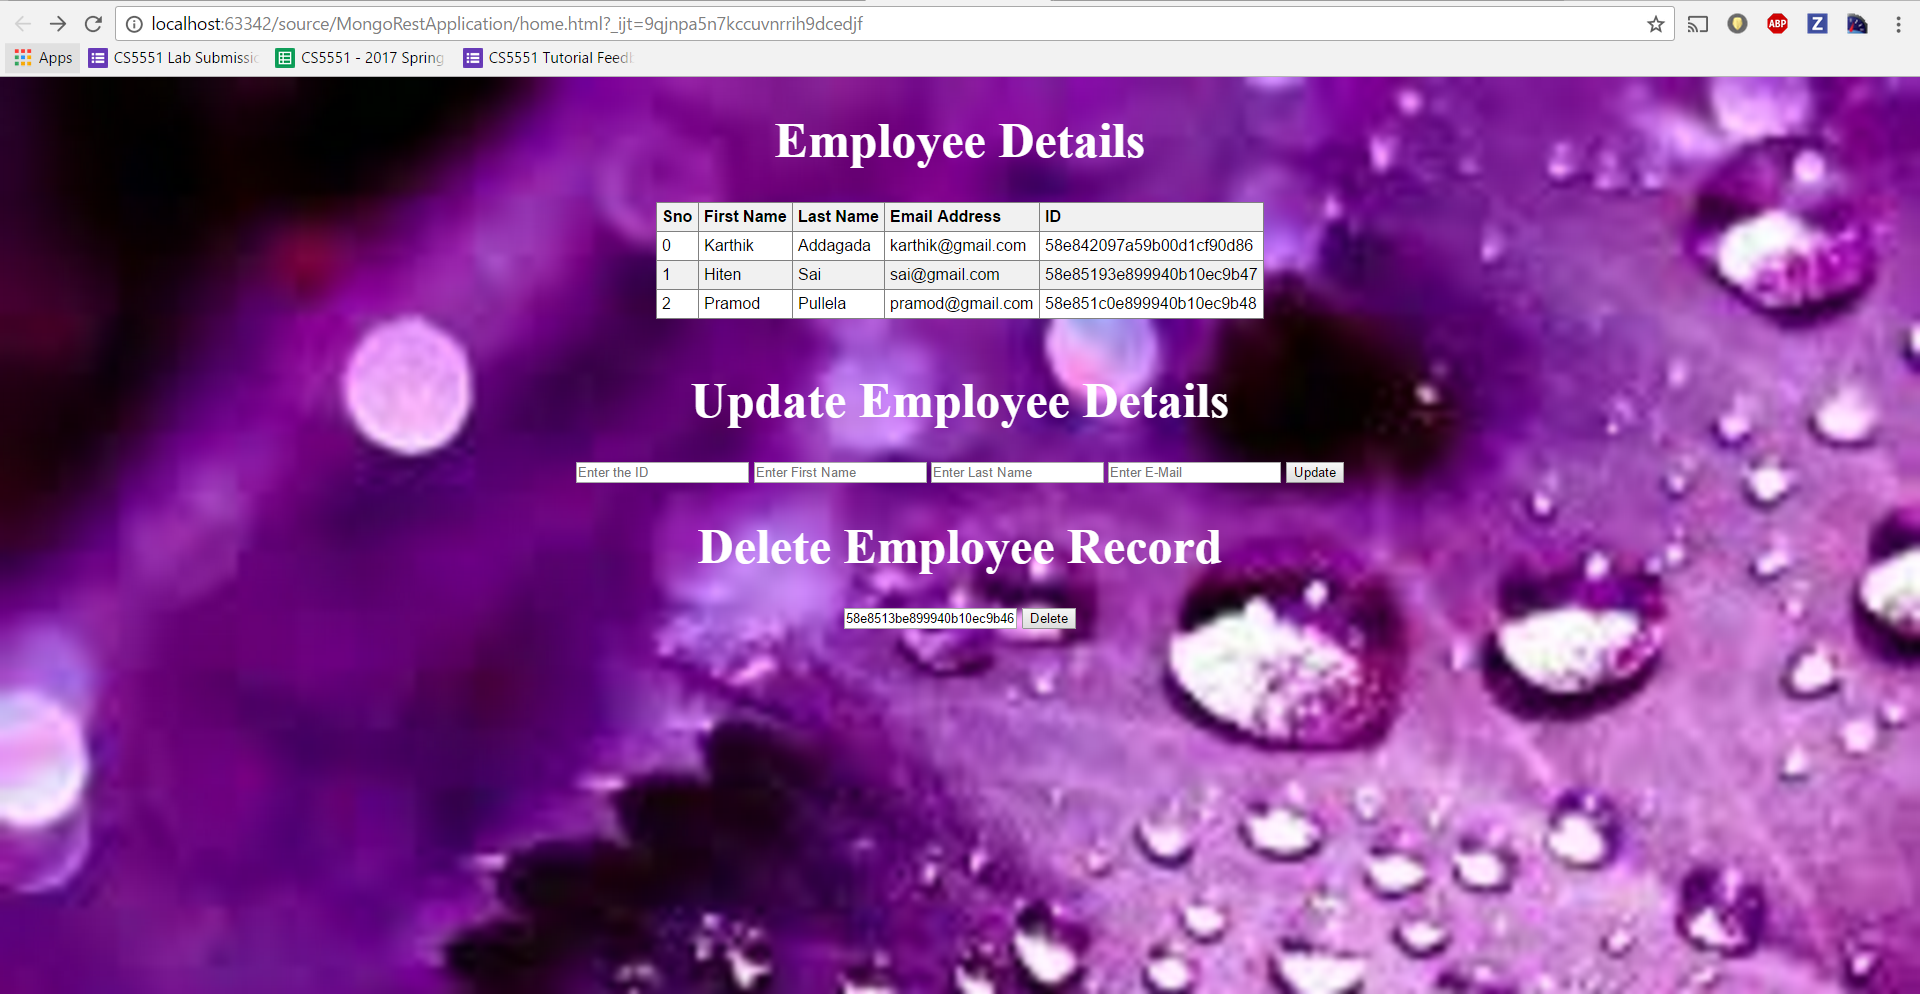 localhost:63342/source/MongoRestApplication/home.html?_ijt=9qjnpa5n7kccuvnrrih9dcedjf
ABP
Z
Apps CS5551 Lab Submissi CS5551 - 2017 Spring CS5551 Tutorial Feed
Employee Details
Sno First Name Last Name Email Address ID
0 Karthik Addagada karthik@gmail.com 58e842097a59b00d1cf90d86
1 Hiten Sai sai@gmail.com 58e85193e899940b10ec9b47
2 Pramod Pullela pramod@gmail.com 58e851c0e899940b10ec9b48
Update Employee Details
Enter the ID Enter First Name Enter Last Name Enter E-Mail Update
Delete Employee Record
58e8513be899940b10ec9b46 Delete